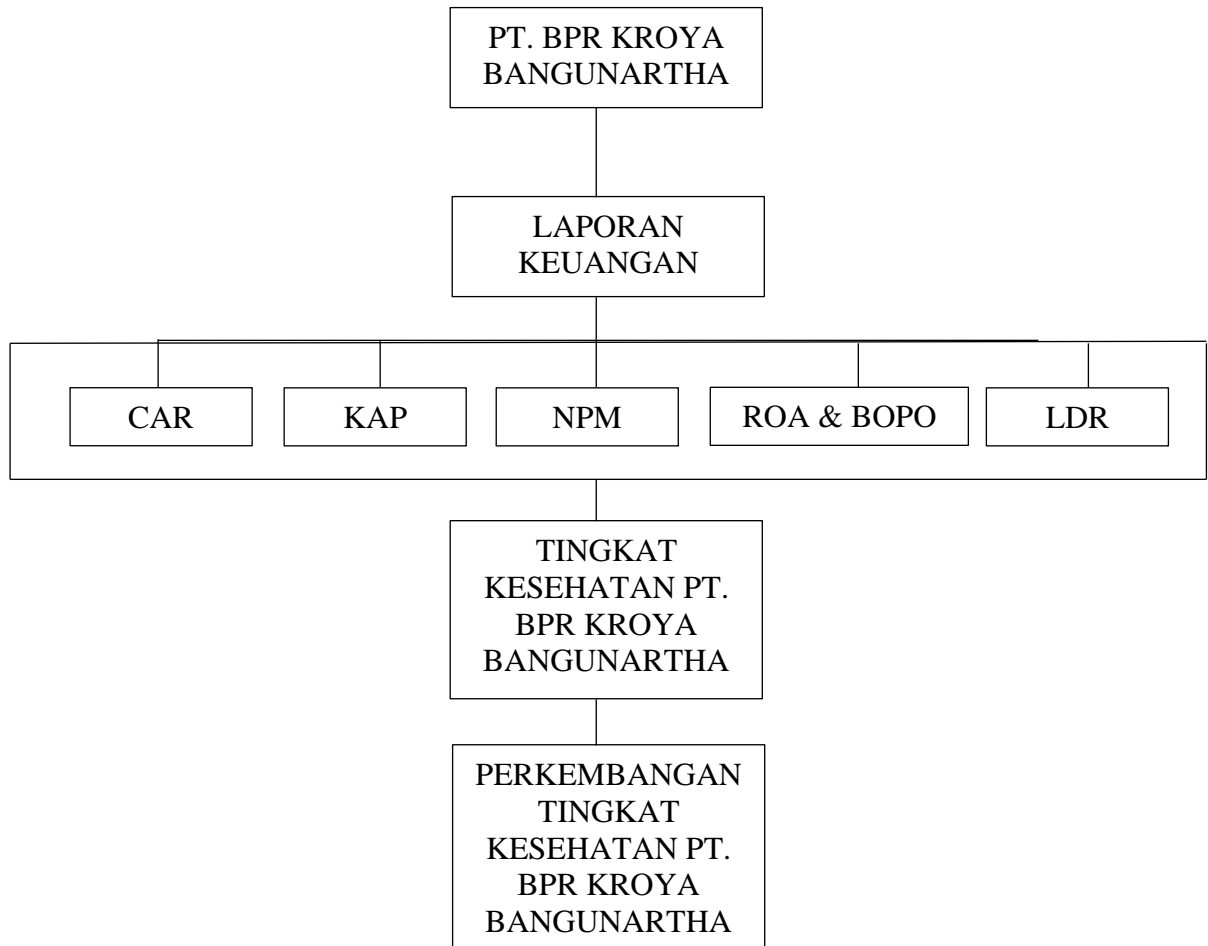 PT. BPR KROYA
BANGUNARTHA
LAPORAN
KEUANGAN
CAR
KAP
NPM
ROA & BOPO
LDR
TINGKAT
KESEHATAN PT.
BPR KROYA
BANGUNARTHA
PERKEMBANGAN
TINGKAT
KESEHATAN PT.
BPR KROYA
BANGUNARTHA